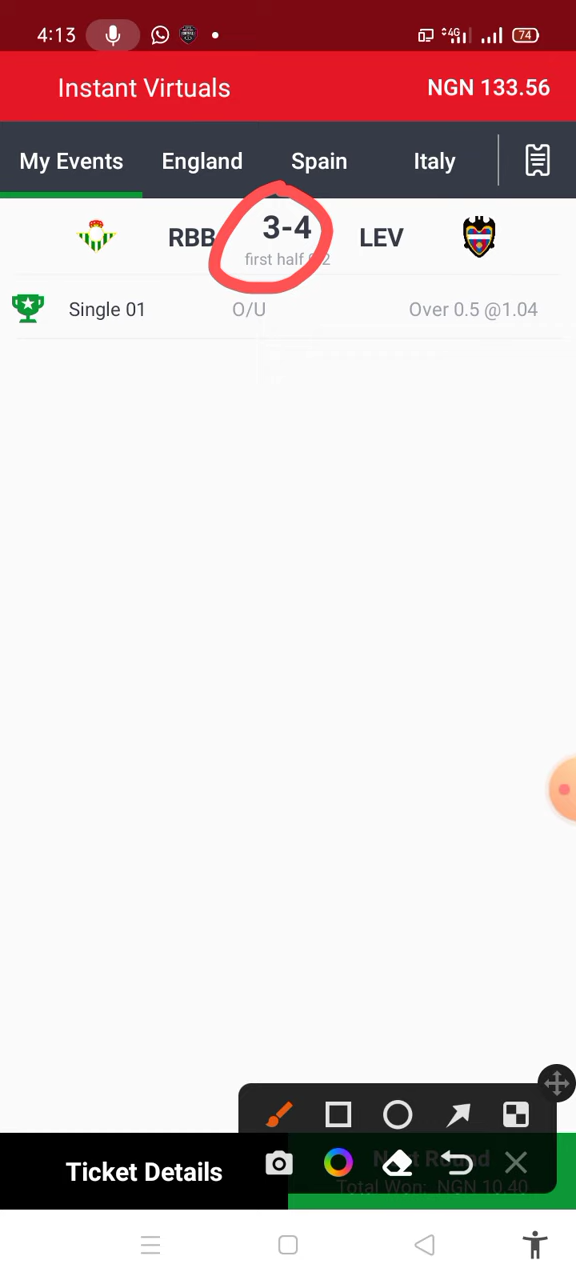 4:13 4G 74
Instant Virtuals NGN 133.56
My Events England Spain Italy
RBB 3-4 LEV
first half
Single 01 O/U Over 0.5 @1.04
Ticket Details
Total Won: NGN 10.40